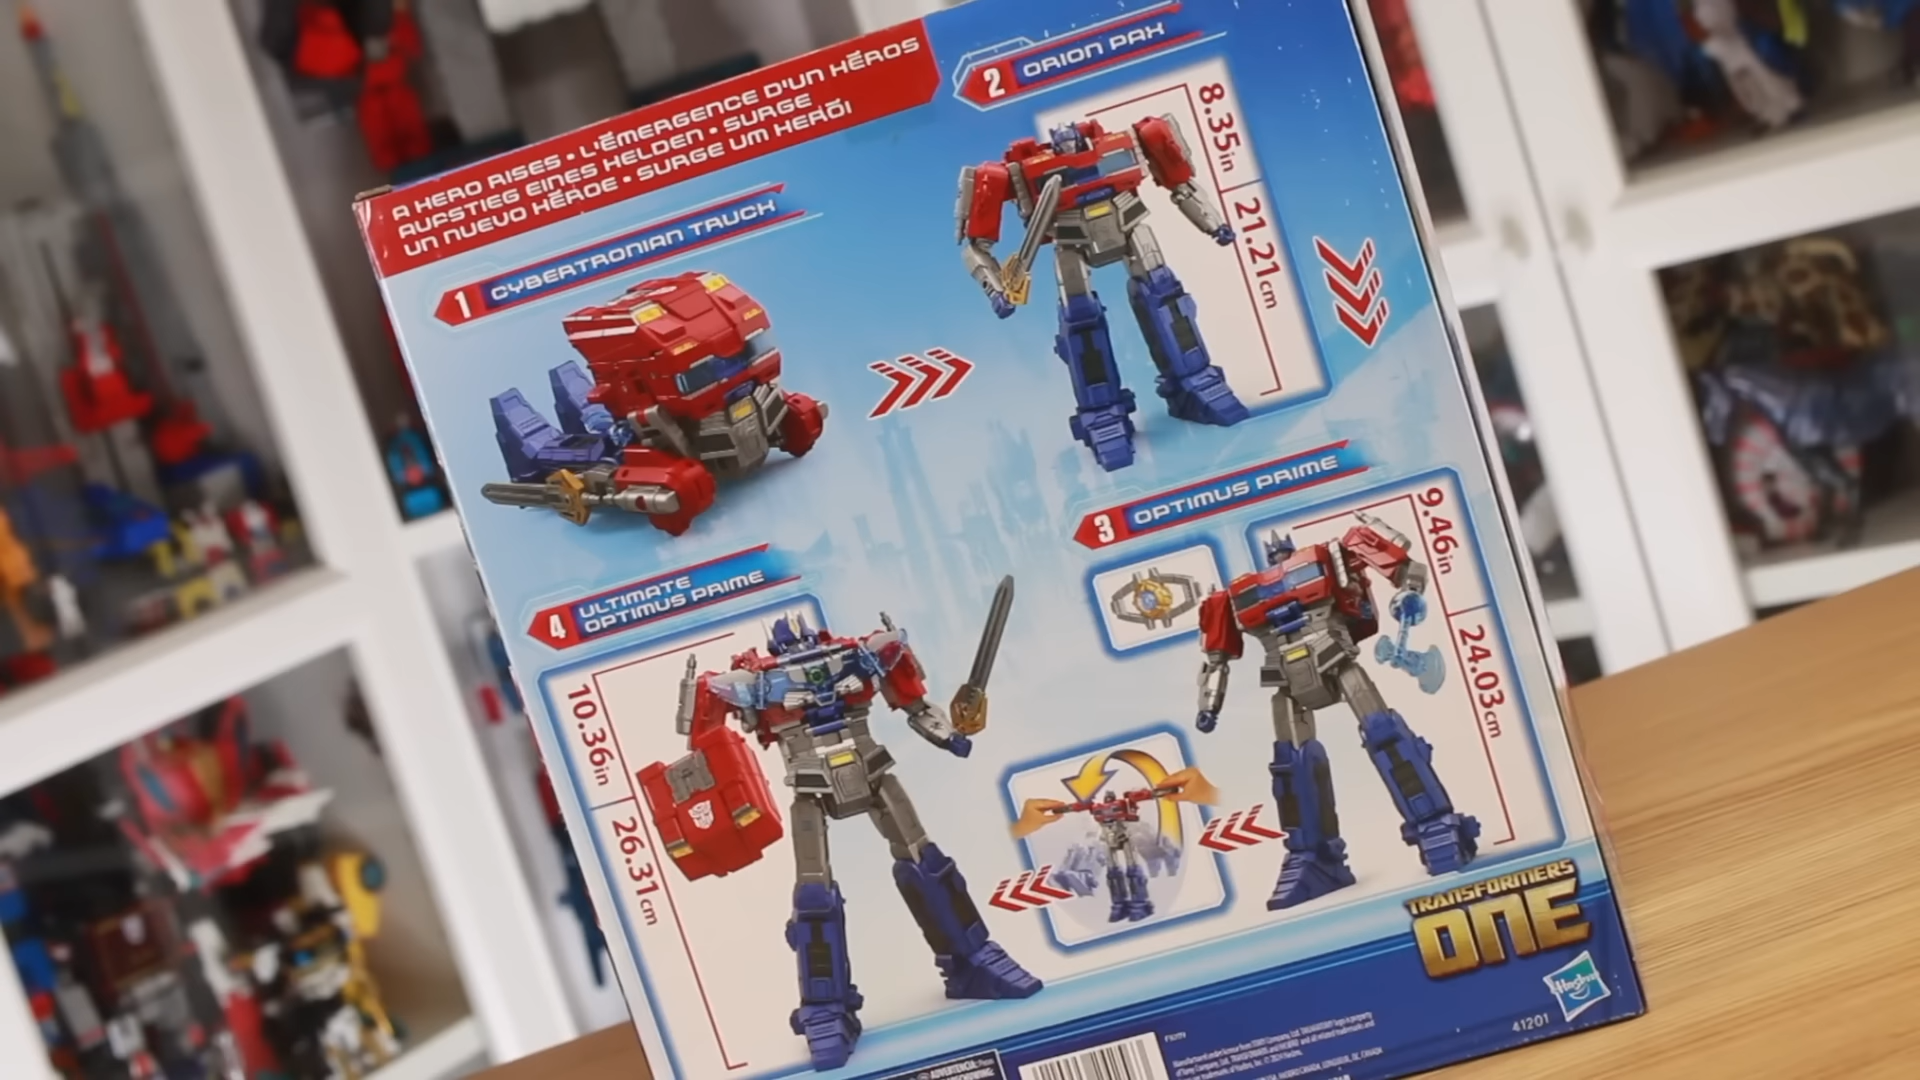 A HERO RISES • L'ÉMERGENCE D'UN HÉROS
AUFSTIEG EINES HELDEN • SURGE
UN NUEVO HÉROE • SURGE UM HERÓI
1 CYBERTRONIAN TRUCK
2 ORION PAX
8.35in
21.21cm
3 OPTIMUS PRIME
9.46in
24.03cm
4 ULTIMATE
OPTIMUS PRIME
10.36in
26.31cm
TRANSFORMERS
ONE
Hasbro
41201
ADVERTENCIA: